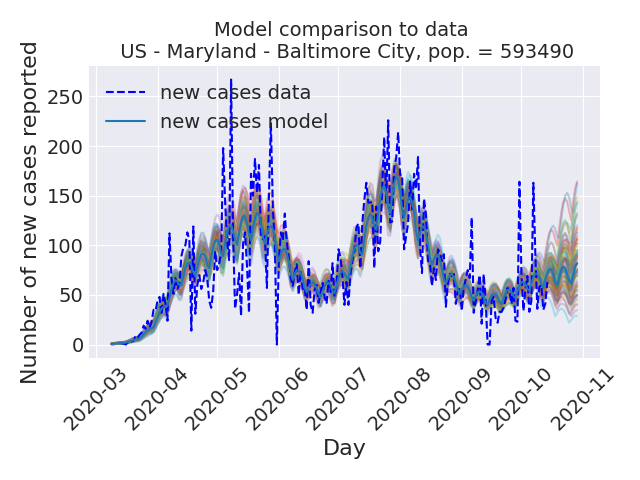 Model comparison to data
US - Maryland - Baltimore City, pop. = 593490
new cases data
new cases model
Number of new cases reported
250
200
150
100
50
0
2020-03
2020-04
2020-05
2020-06
2020-07
2020-08
2020-09
2020-10
2020-11
Day